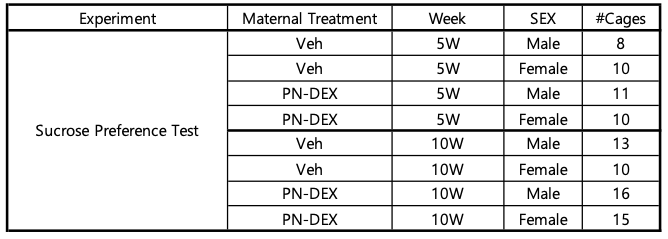 Experiment Maternal Treatment Week SEX #Cages
Veh 5W Male 8
Veh 5W Female 10
PN-DEX 5W Male 11
PN-DEX 5W Female 10
Sucrose Preference Test
Veh 10W Male 13
Veh 10W Female 10
PN-DEX 10W Male 16
PN-DEX 10W Female 15